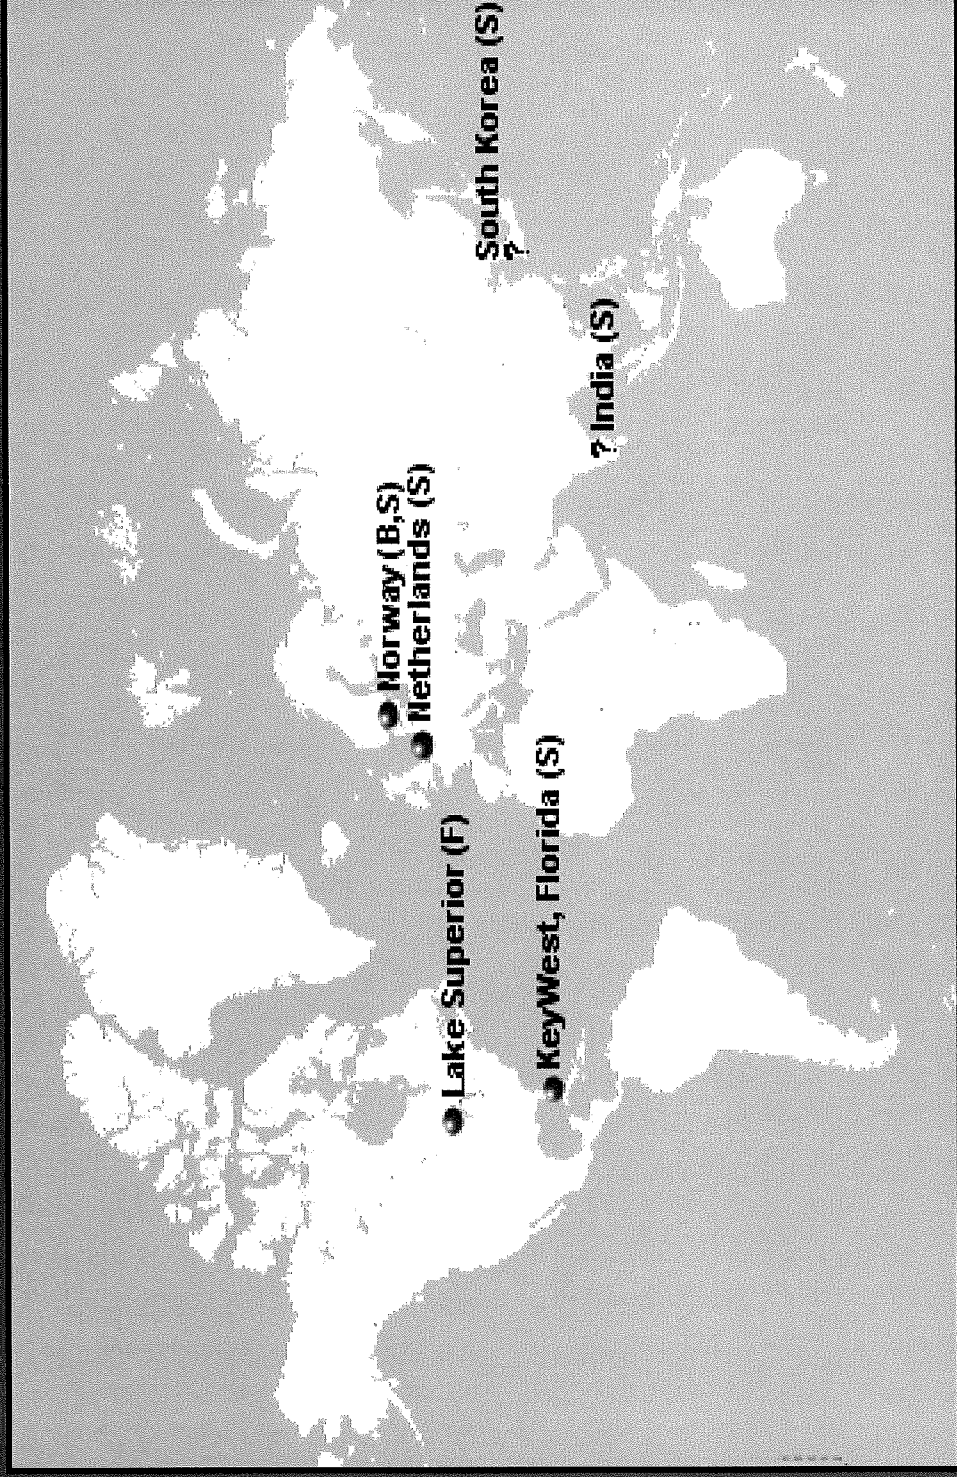 Norway (B,S)
Netherlands (S)
Lake Superior (F)
South Korea (S)
?
KeyWest, Florida (S)
? India (S)